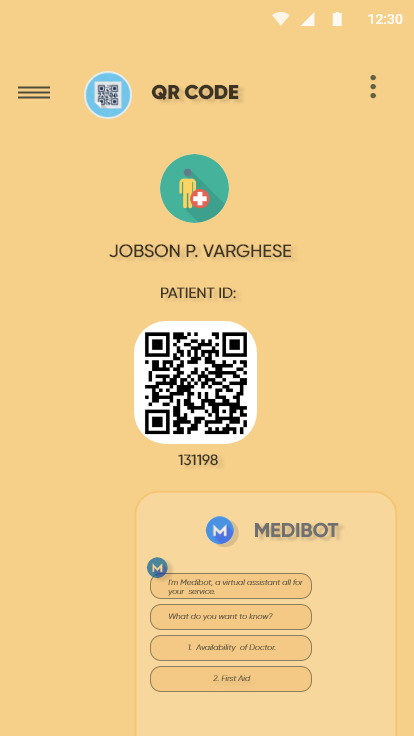 12:30
QR CODE
JOBSON P. VARGHESE
PATIENT ID:
131198
M MEDIBOT
M
I'm Medibot, a virtual assistant all for
your service.
What do you want to know?
1. Availability of Doctor.
2. First Aid